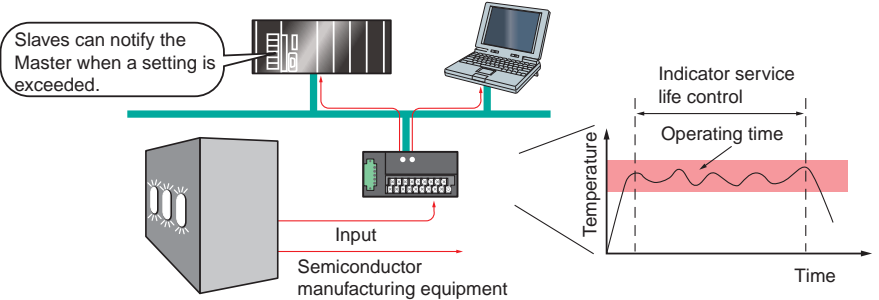 Slaves can notify the
Master when a setting is
exceeded.
Indicator service
life control
Operating time
Temperature
Input
Semiconductor
manufacturing equipment
Time